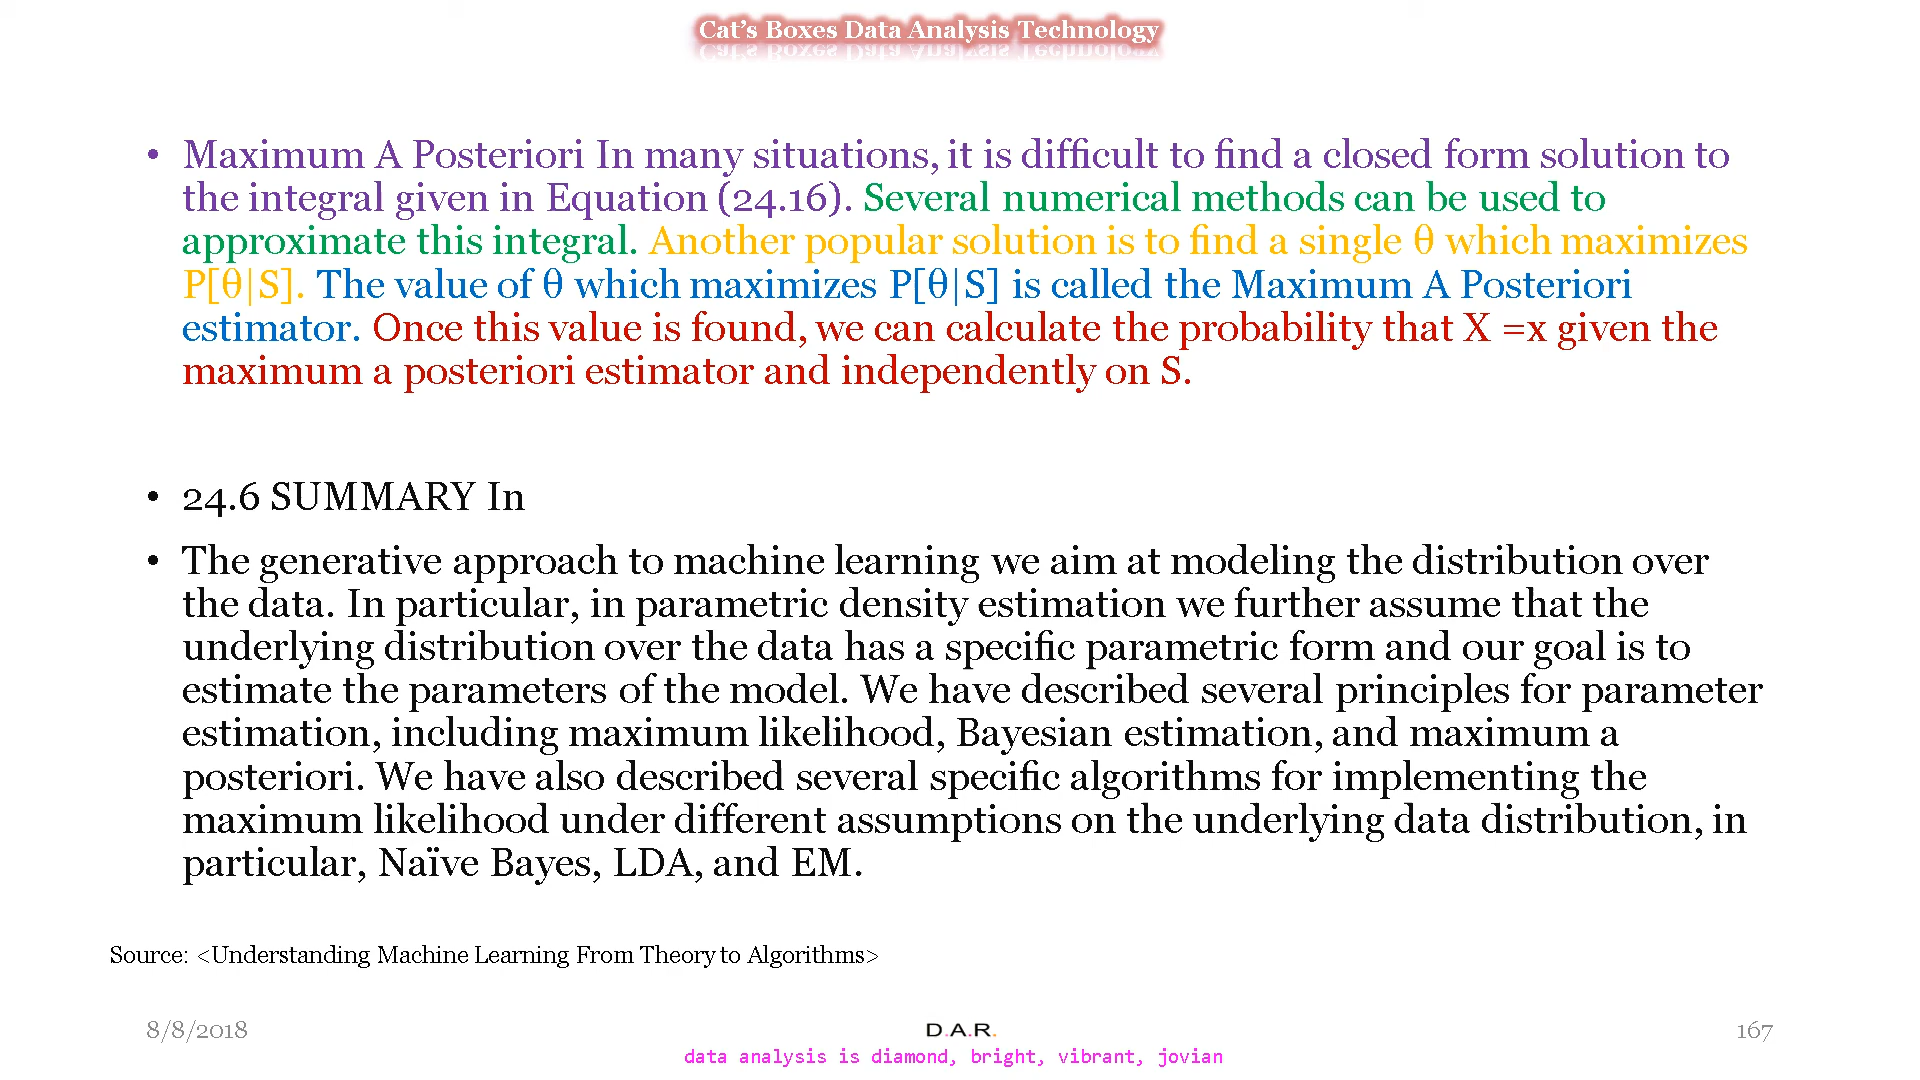 Cat's Boxes Data Analysis Technology
• Maximum A Posteriori In many situations, it is difficult to find a closed form solution to
the integral given in Equation (24.16). Several numerical methods can be used to
approximate this integral. Another popular solution is to find a single θ which maximizes
P[θ|S]. The value of θ which maximizes P[θ|S] is called the Maximum A Posteriori
estimator. Once this value is found, we can calculate the probability that X =x given the
maximum a posteriori estimator and independently on S.
• 24.6 SUMMARY In
• The generative approach to machine learning we aim at modeling the distribution over
the data. In particular, in parametric density estimation we further assume that the
underlying distribution over the data has a specific parametric form and our goal is to
estimate the parameters of the model. We have described several principles for parameter
estimation, including maximum likelihood, Bayesian estimation, and maximum a
posteriori. We have also described several specific algorithms for implementing the
maximum likelihood under different assumptions on the underlying data distribution, in
particular, Naïve Bayes, LDA, and EM.
Source: <Understanding Machine Learning From Theory to Algorithms>
8/8/2018
D.A.R.
167
data analysis is diamond, bright, vibrant, jovian